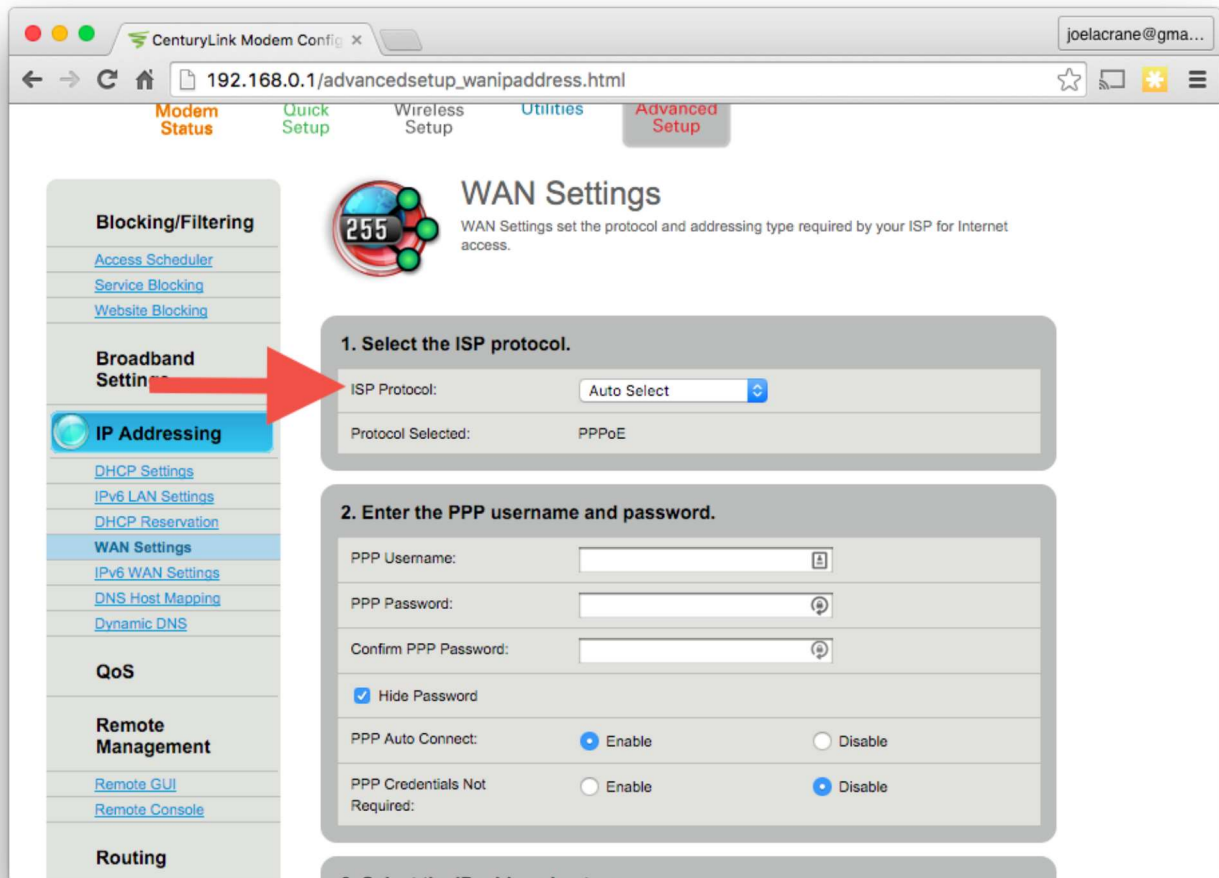 CenturyLink Modem Config
joelacrane@gma...
192.168.0.1/advancedsetup_wanipaddress.html
Modem Status
Quick Setup
Wireless Setup
Utilities
Advanced Setup
Blocking/Filtering
Access Scheduler
Service Blocking
Website Blocking
Broadband
Settings
IP Addressing
DHCP Settings
IPv6 LAN Settings
DHCP Reservation
WAN Settings
IPv6 WAN Settings
DNS Host Mapping
Dynamic DNS
QoS
Remote
Management
Remote GUI
Remote Console
Routing
255
WAN Settings
WAN Settings set the protocol and addressing type required by your ISP for Internet
access.
1. Select the ISP protocol.
ISP Protocol: Auto Select
Protocol Selected: PPPoE
2. Enter the PPP username and password.
PPP Username:
PPP Password:
Confirm PPP Password:
Hide Password
PPP Auto Connect: Enable Disable
PPP Credentials Not
Required: Enable Disable